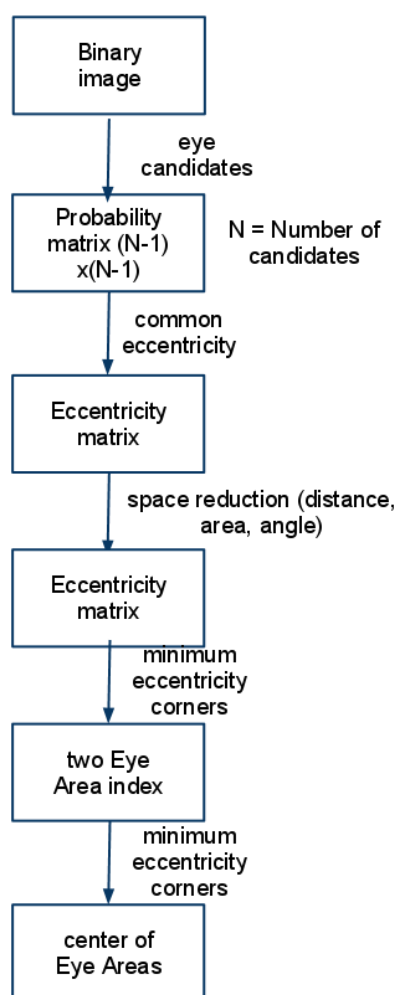 Binary
image
eye
candidates
Probability
matrix (N-1)
x(N-1)
N = Number of
candidates
common
eccentricity
Eccentricity
matrix
space reduction (distance,
area, angle)
Eccentricity
matrix
minimum
eccentricity
corners
two Eye
Area index
minimum
eccentricity
corners
center of
Eye Areas